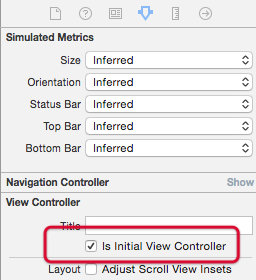 Simulated Metrics
Size Inferred
Orientation Inferred
Status Bar Inferred
Top Bar Inferred
Bottom Bar Inferred
Navigation Controller Show
View Controller
Title
Is Initial View Controller
Layout Adjust Scroll View Insets